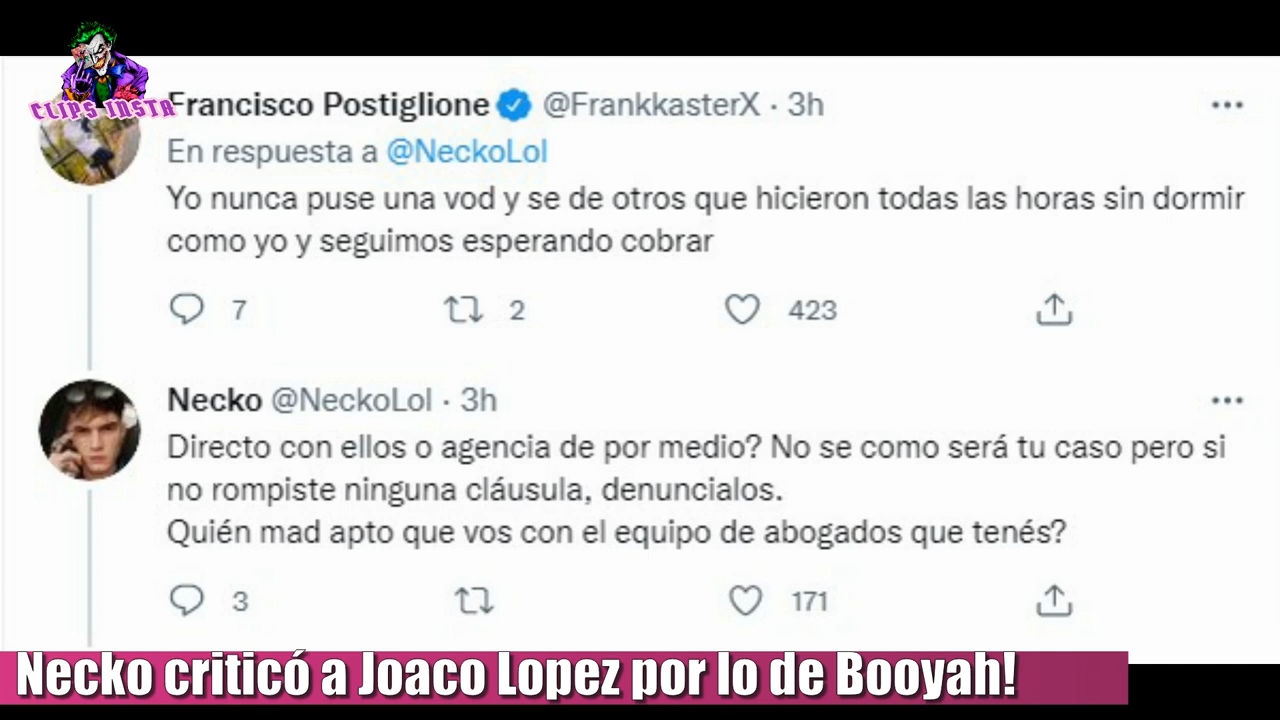 CLIPS INSTA
Francisco Postiglione @FrankkasterX · 3h
En respuesta a @NeckoLol
Yo nunca puse una vod y se de otros que hicieron todas las horas sin dormir
como yo y seguimos esperando cobrar
7 2 423
Necko @NeckoLol · 3h
Directo con ellos o agencia de por medio? No se como será tu caso pero si
no rompiste ninguna cláusula, denuncialos.
Quién mad apto que vos con el equipo de abogados que tenés?
3 171
Necko criticó a Joaco Lopez por lo de Booyah!